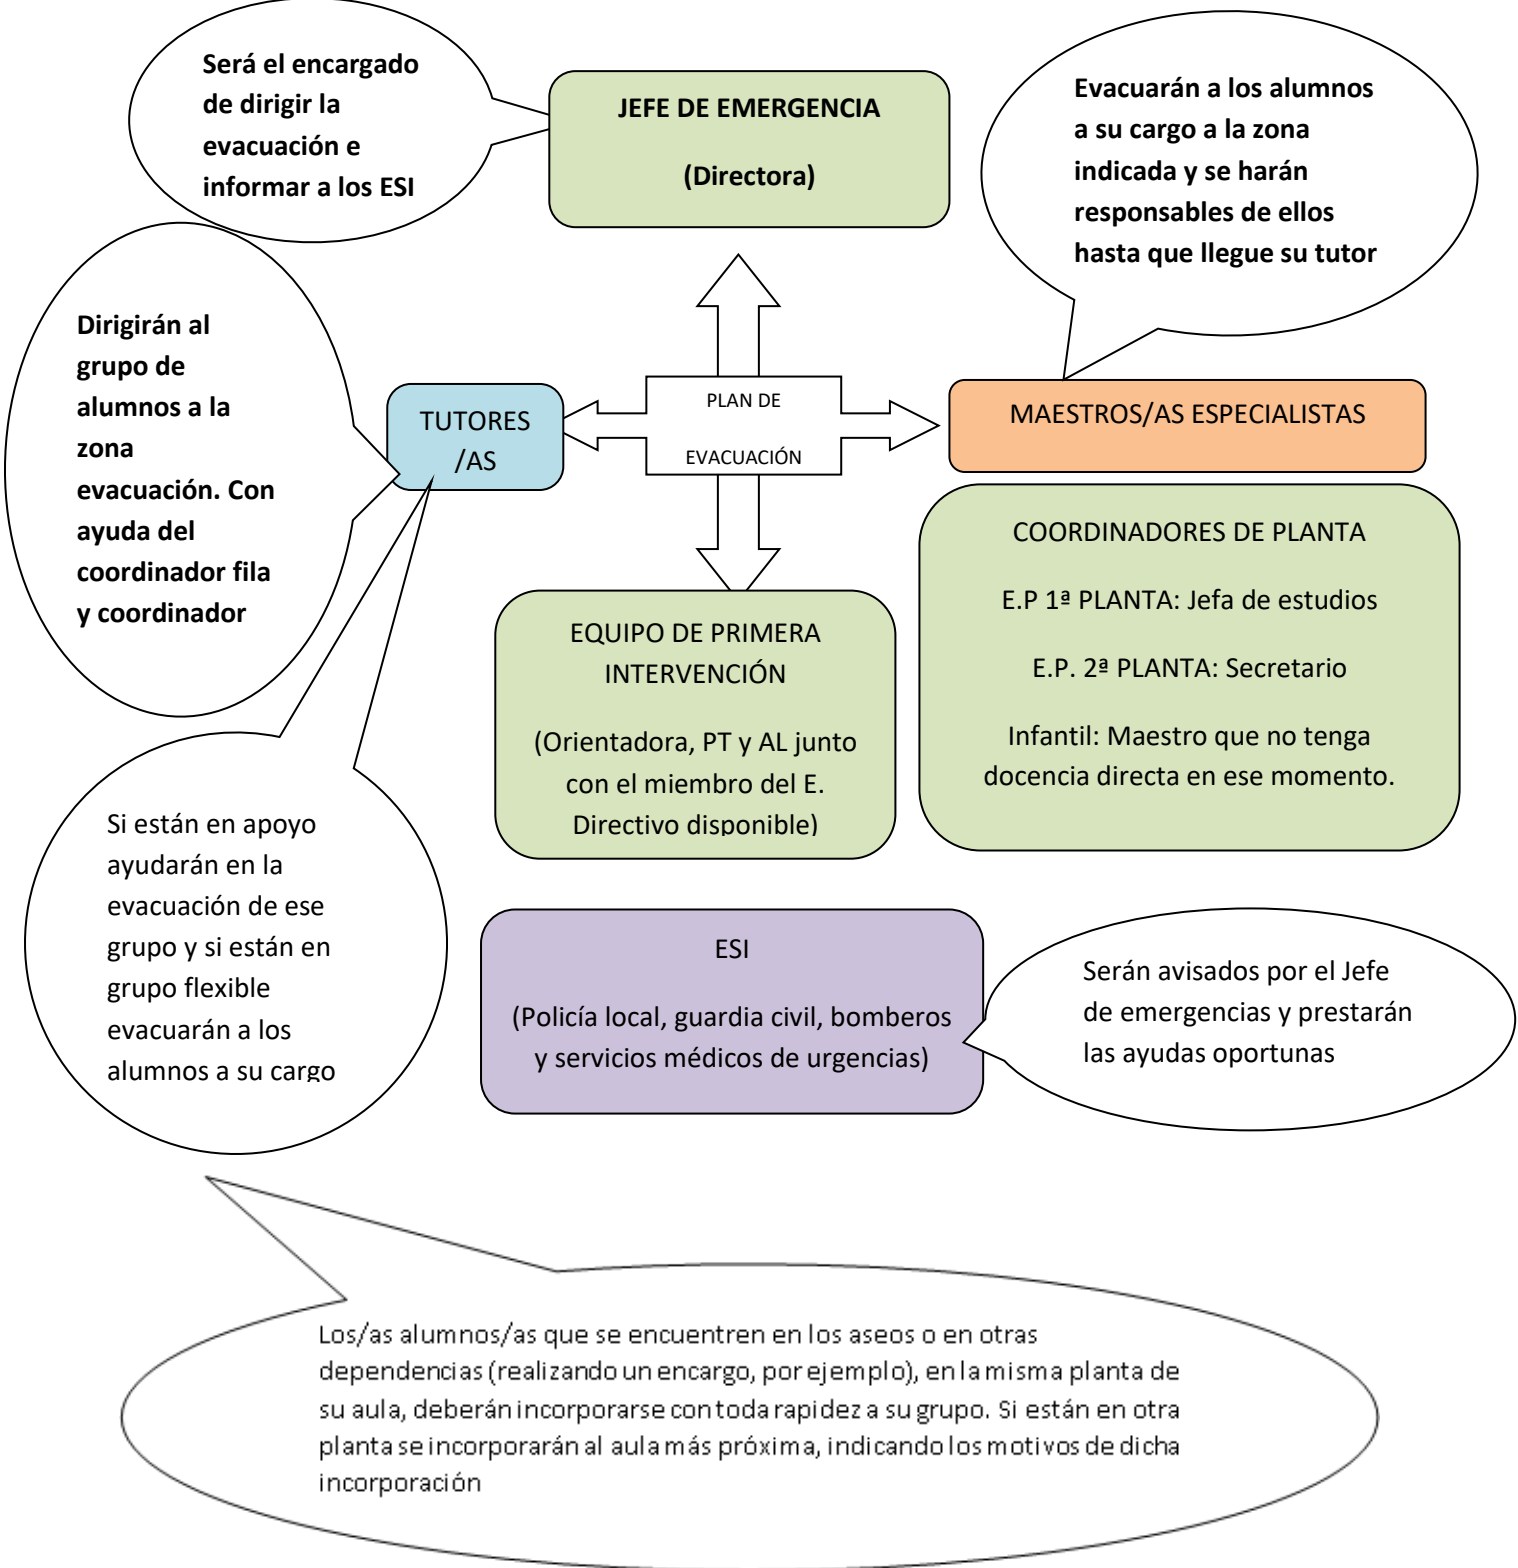 Será el encargado
de dirigir la
evacuación e
informar a los ESI
JEFE DE EMERGENCIA
(Directora)
Evacuarán a los alumnos
a su cargo a la zona
indicada y se harán
responsables de ellos
hasta que llegue su tutor
Dirigirán al
grupo de
alumnos a la
zona
evacuación. Con
ayuda del
coordinador fila
y coordinador
TUTORES
/AS
PLAN DE
EVACUACIÓN
MAESTROS/AS ESPECIALISTAS
COORDINADORES DE PLANTA
E.P 1ª PLANTA: Jefa de estudios
E.P. 2ª PLANTA: Secretario
Infantil: Maestro que no tenga
docencia directa en ese momento.
EQUIPO DE PRIMERA
INTERVENCIÓN
(Orientadora, PT y AL junto
con el miembro del E.
Directivo disponible)
Si están en apoyo
ayudarán en la
evacuación de ese
grupo y si están en
grupo flexible
evacuarán a los
alumnos a su cargo
ESI
(Policía local, guardia civil, bomberos
y servicios médicos de urgencias)
Serán avisados por el Jefe
de emergencias y prestarán
las ayudas oportunas
Los/as alumnos/as que se encuentren en los aseos o en otras
dependencias (realizando un encargo, por ejemplo), en la misma planta de
su aula, deberán incorporarse con toda rapidez a su grupo. Si están en otra
planta se incorporarán al aula más próxima, indicando los motivos de dicha
incorporación